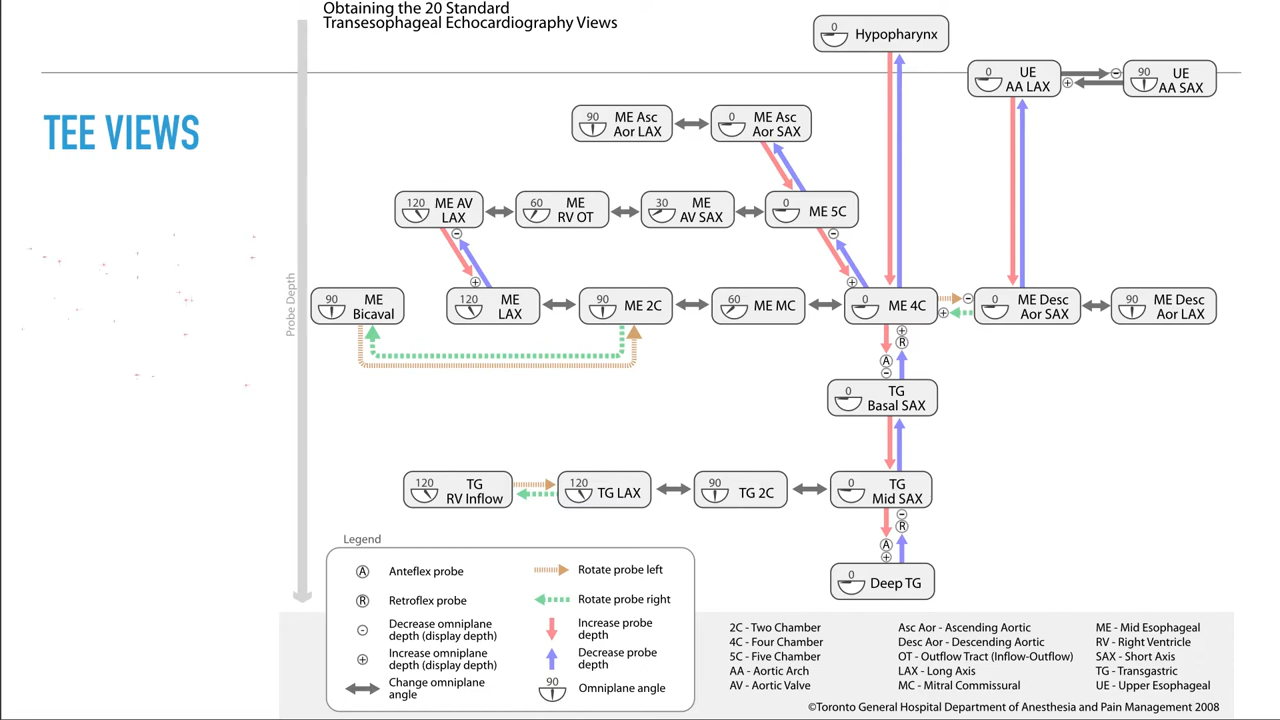 Obtaining the 20 Standard
Transesophageal Echocardiography Views
TEE VIEWS
Probe Depth
0
Hypopharynx
0
UE
AA LAX
90
UE
AA SAX
90
ME Asc
Aor LAX
0
ME Asc
Aor SAX
120
ME AV
LAX
60
ME
RV OT
30
ME
AV SAX
0
ME 5C
90
ME
Bicaval
120
ME
LAX
90
ME 2C
60
ME MC
0
ME 4C
0
ME Desc
Aor SAX
90
ME Desc
Aor LAX
R
A
0
TG
Basal SAX
120
TG
RV Inflow
120
TG LAX
90
TG 2C
0
TG
Mid SAX
R
A
0
Deep TG
Legend
A Anteflex probe
R Retroflex probe
Decrease omniplane
depth (display depth)
Increase omniplane
depth (display depth)
Change omniplane
angle
Rotate probe left
Rotate probe right
Increase probe
depth
Decrease probe
depth
90
Omniplane angle
2C - Two Chamber
4C - Four Chamber
5C - Five Chamber
AA - Aortic Arch
AV - Aortic Valve
Asc Aor - Ascending Aortic
Desc Aor - Descending Aortic
OT - Outflow Tract (Inflow-Outflow)
LAX - Long Axis
MC - Mitral Commissural
ME - Mid Esophageal
RV - Right Ventricle
SAX - Short Axis
TG - Transgastric
UE - Upper Esophageal
©Toronto General Hospital Department of Anesthesia and Pain Management 2008